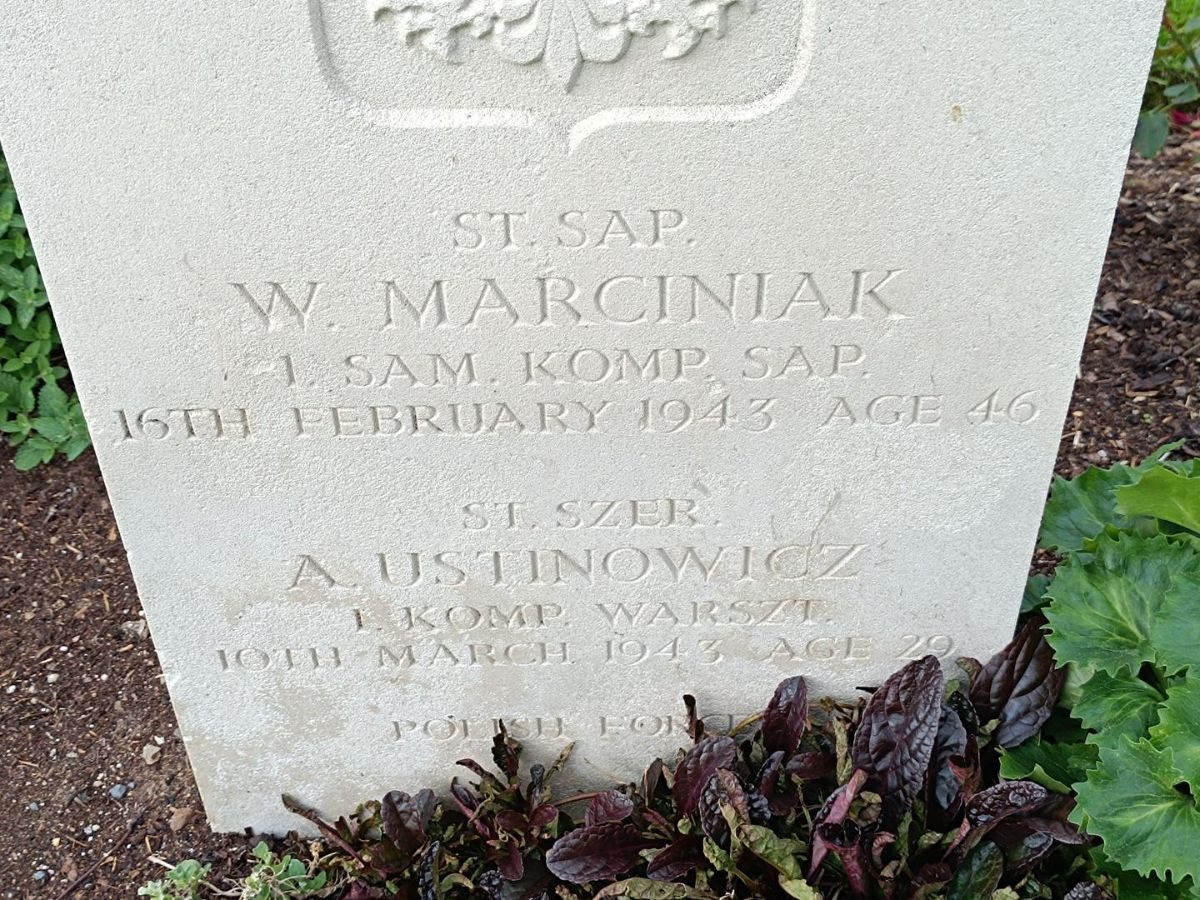 ST. SAP.
W. MARCINIAK
1. SAM. KOMP. SAP.
16TH FEBRUARY 1943 AGE 46
ST. SZER.
A. USTINOWICZ
1. KOMP. WARSZT.
10TH MARCH 1943 AGE 29
POLISH